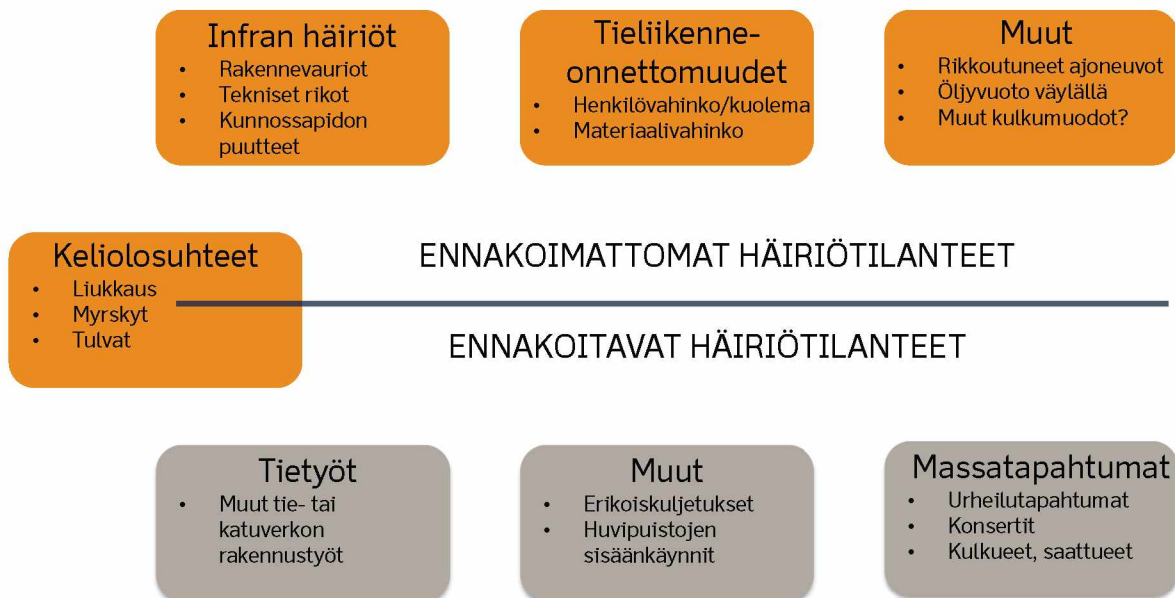 Infran häiriöt
• Rakennevauriot
• Tekniset rikot
• Kunnossapidon
puutteet
Tieliikenne-
onnettomuudet
• Henkilövahinko/kuolema
• Materiaalivahinko
Muut
• Rikkoutuneet ajoneuvot
• Öljyvuoto väylällä
• Muut kulkumuodot?
Keliolosuhteet
• Liukkaus
• Myrskyt
• Tulvat
ENNAKOIMATTOMAT HÄIRIÖTILANTEET
ENNAKOITAVAT HÄIRIÖTILANTEET
Tietyöt
• Muut tie- tai
katuverkon
rakennustyöt
Muut
• Erikoiskuljetukset
• Huvipuistojen
sisäänkäynnit
Massatapahtumat
• Urheilutapahtumat
• Konsertit
• Kulkueet, saattueet